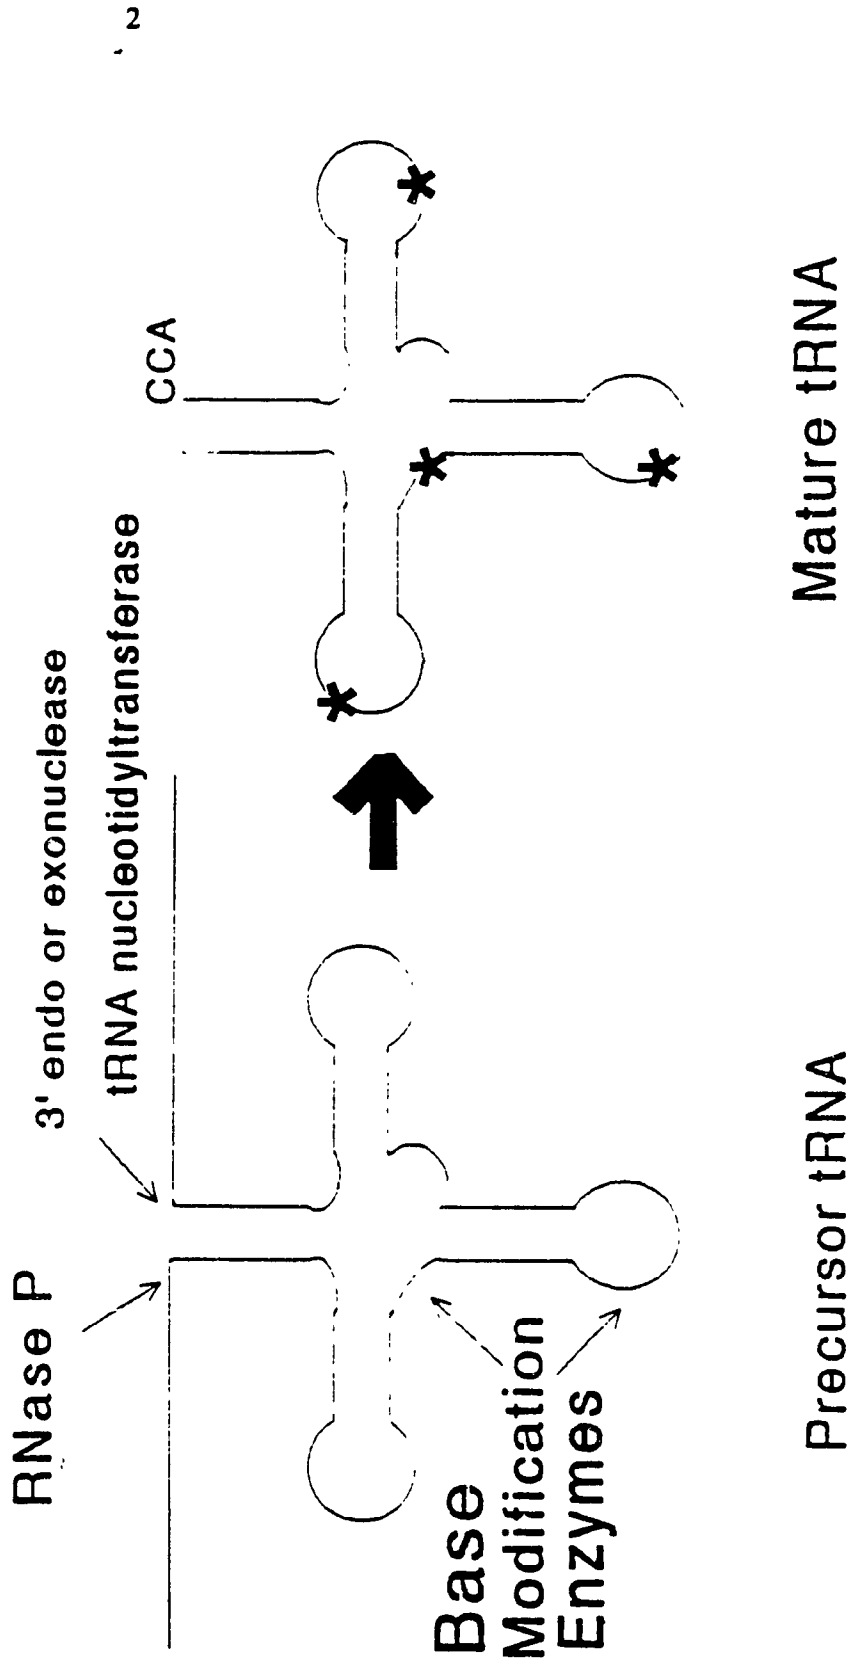 2
RNase P
3' endo or exonuclease
tRNA nucleotidyltransferase
CCA
Base
Modification
Enzymes
Precursor tRNA
Mature tRNA